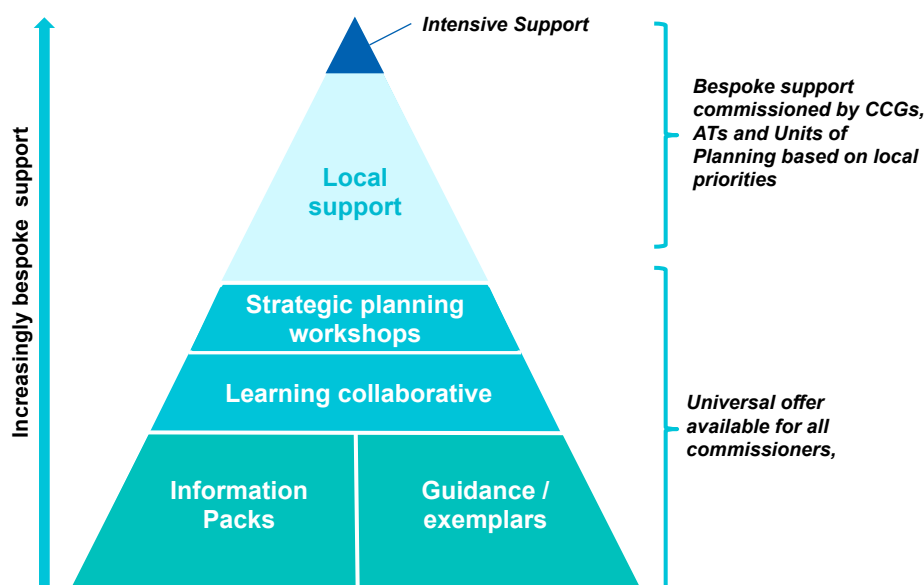 Intensive Support
Bespoke support
commissioned by CCGs,
ATs and Units of
Planning based on local
priorities
Increasingly bespoke support
Local
support
Strategic planning
workshops
Learning collaborative
Universal offer
available for all
commissioners,
Information
Packs
Guidance /
exemplars